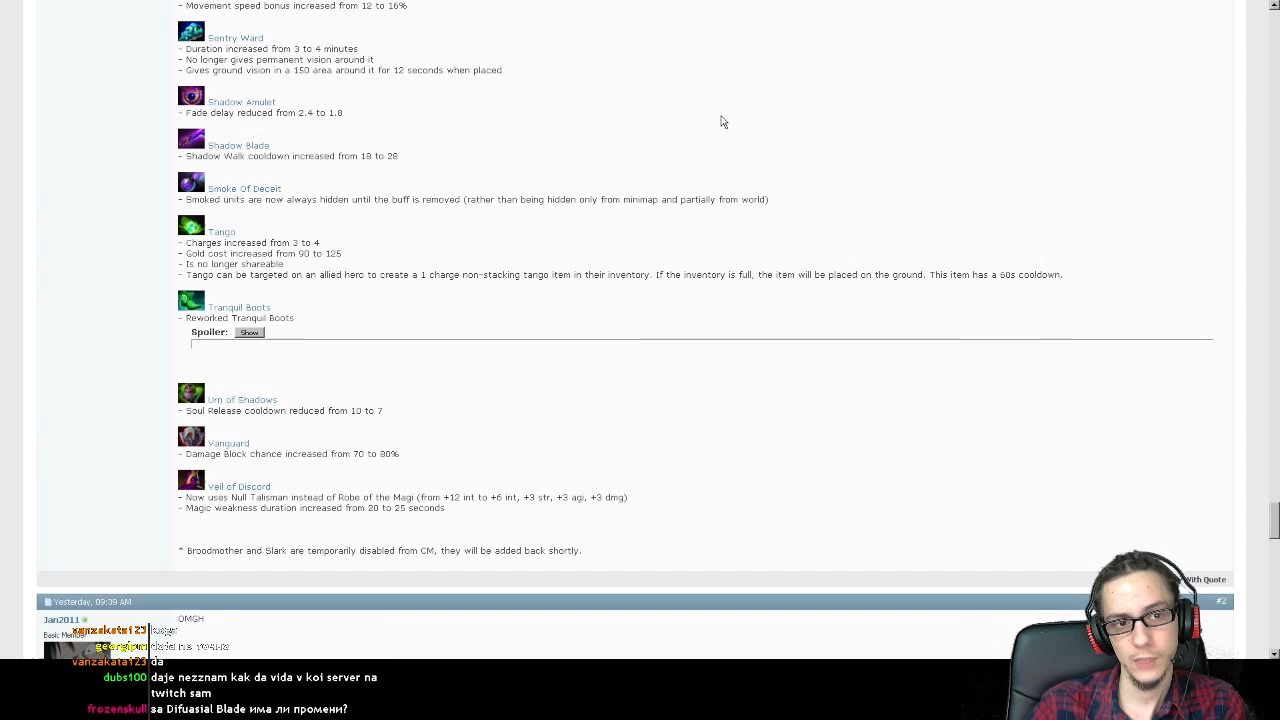 - Movement speed bonus increased from 12 to 16%
Sentry Ward
- Duration increased from 3 to 4 minutes
- No longer gives permanent vision around it
- Gives ground vision in a 150 area around it for 12 seconds when placed
Shadow Amulet
- Fade delay reduced from 2.4 to 1.8
Shadow Blade
- Shadow Walk cooldown increased from 18 to 28
Smoke Of Deceit
- Smoked units are now always hidden until the buff is removed (rather than being hidden only from minimap and partially from world)
Tango
- Charges increased from 3 to 4
- Gold cost increased from 90 to 125
- Is no longer shareable
- Tango can be targeted on an allied hero to create a 1 charge non-stacking tango item in their inventory. If the inventory is full, the item will be placed on the ground. This item has a 60s cooldown.
Tranquil Boots
- Reworked Tranquil Boots
Spoiler: Show
Urn of Shadows
- Soul Release cooldown reduced from 10 to 7
Vanguard
- Damage Block chance increased from 70 to 80%
Veil of Discord
- Now uses Null Talisman instead of Robe of the Magi (from +12 int to +6 int, +3 str, +3 agi, +3 dmg)
- Magic weakness duration increased from 20 to 25 seconds
* Broodmother and Slark are temporarily disabled from CM, they will be added back shortly.
With Quote
Yesterday, 09:09 AM #2
Jan2011 OMGH
Basic Member
vanzakata123
georgipm
vanzakata123 da
dubs100 daje nezznam kak da vida v koi server na
twitch sam
frozenskull sa Difuasial Blade има ли промени?